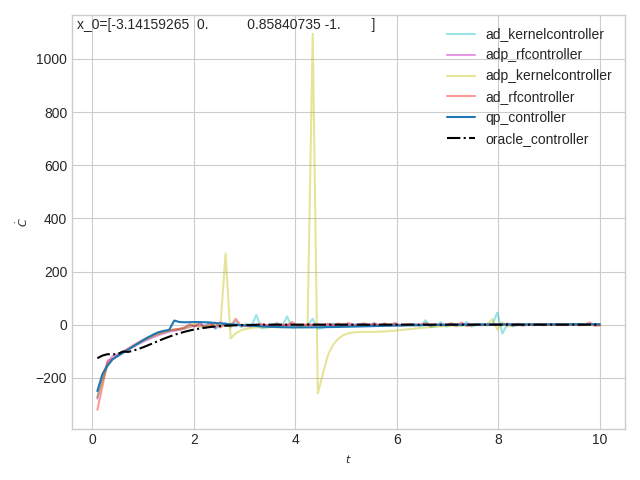 x_0=[-3.14159265  0.          0.85840735 -1.        ]
ad_kernelcontroller
adp_rfcontroller
adp_kernelcontroller
ad_rfcontroller
qp_controller
oracle_controller
1000
800
600
400
200
0
−200
Ċ
0
2
4
6
8
10
t